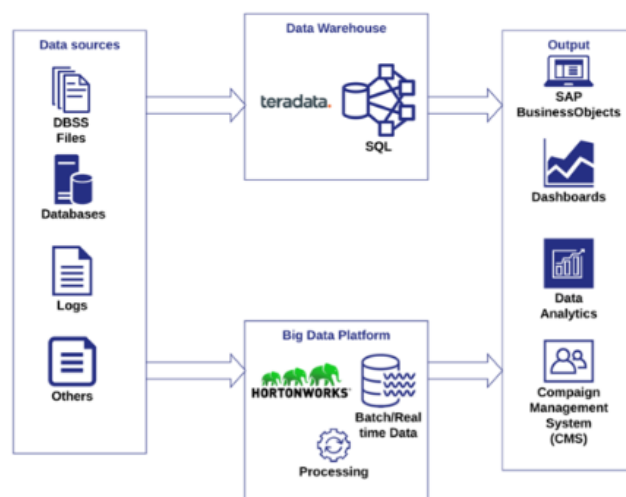 Data sources
DBSS
Files
Databases
Logs
Others
Data Warehouse
teradata.
SQL
Big Data Platform
HORTONWORKS
Batch/Real
time Data
Processing
Output
SAP
BusinessObjects
Dashboards
Data
Analytics
Compaign
Management
System
(CMS)